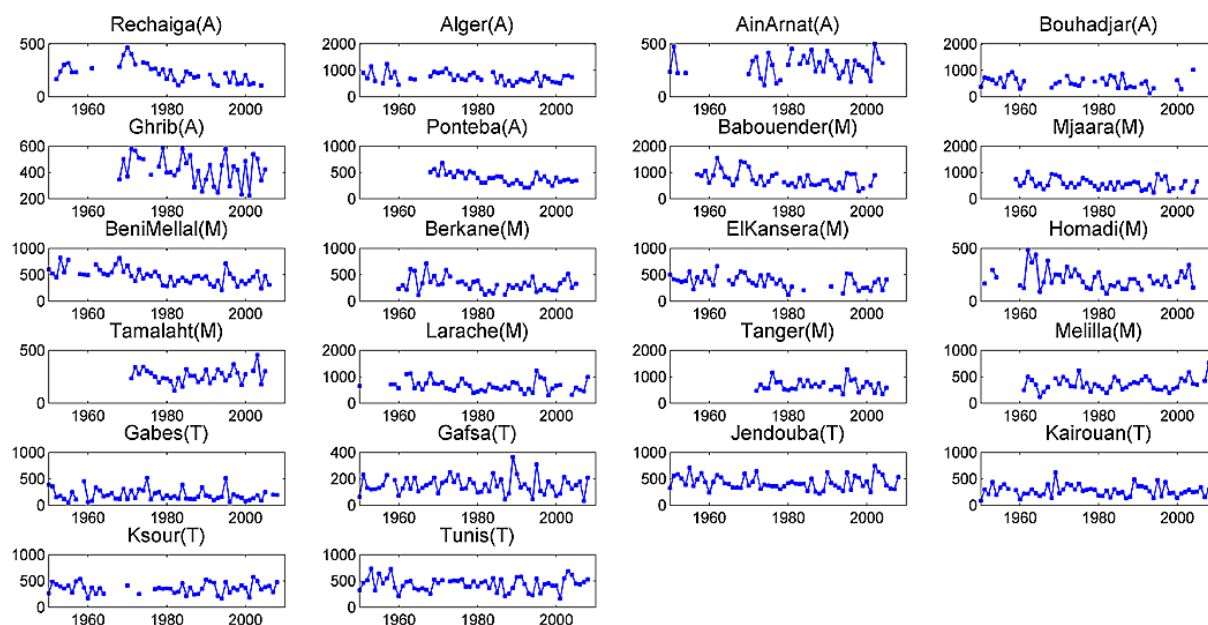 Rechaiga(A) Alger(A) AinArnat(A) Bouhadjar(A)
500 2000 500 2000
1000 1000
0 0 0 0
1960 1980 2000 1960 1980 2000 1960 1980 2000 1960 1980 2000
Ghrib(A) Ponteba(A) Babouender(M) Mjaara(M)
600 1000 2000 2000
400 500 1000 1000
200 0 0 0
1960 1980 2000 1960 1980 2000 1960 1980 2000 1960 1980 2000
BeniMellal(M) Berkane(M) ElKansera(M) Homadi(M)
1000 1000 1000 500
500 500 500
0 0 0 0
1960 1980 2000 1960 1980 2000 1960 1980 2000 1960 1980 2000
Tamalaht(M) Larache(M) Tanger(M) Melilla(M)
500 2000 2000 1000
1000 1000 500
0 0 0 0
1960 1980 2000 1960 1980 2000 1960 1980 2000 1960 1980 2000
Gabes(T) Gafsa(T) Jendouba(T) Kairouan(T)
1000 400 1000 1000
500 200 500 500
0 0 0 0
1960 1980 2000 1960 1980 2000 1960 1980 2000 1960 1980 2000
Ksour(T) Tunis(T)
1000 1000
500 500
0 0
1960 1980 2000 1960 1980 2000